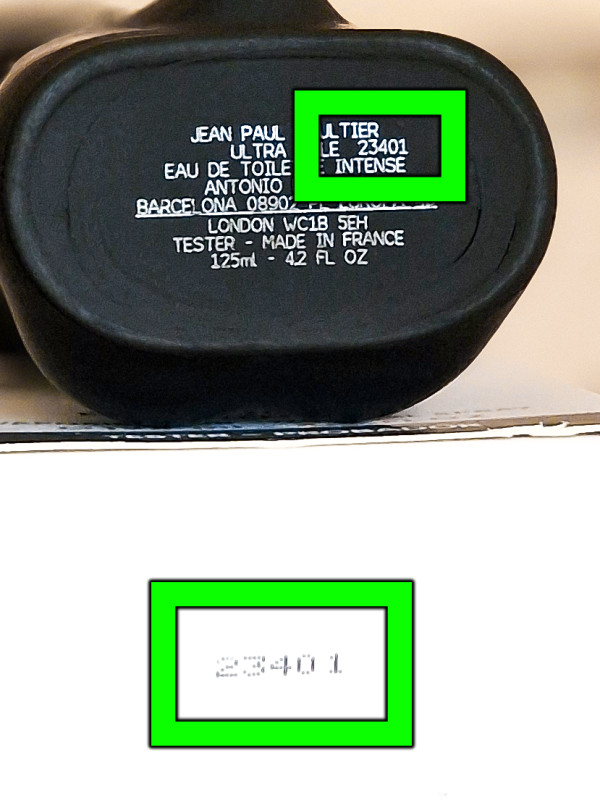 JEAN PAUL ULTIER
ULTRA LE 23401
EAU DE TOILE E INTENSE
ANTONIO
BARCELONA 08902
LONDON WC1B 5EH
TESTER - MADE IN FRANCE
125ml - 4.2 FL OZ
23401